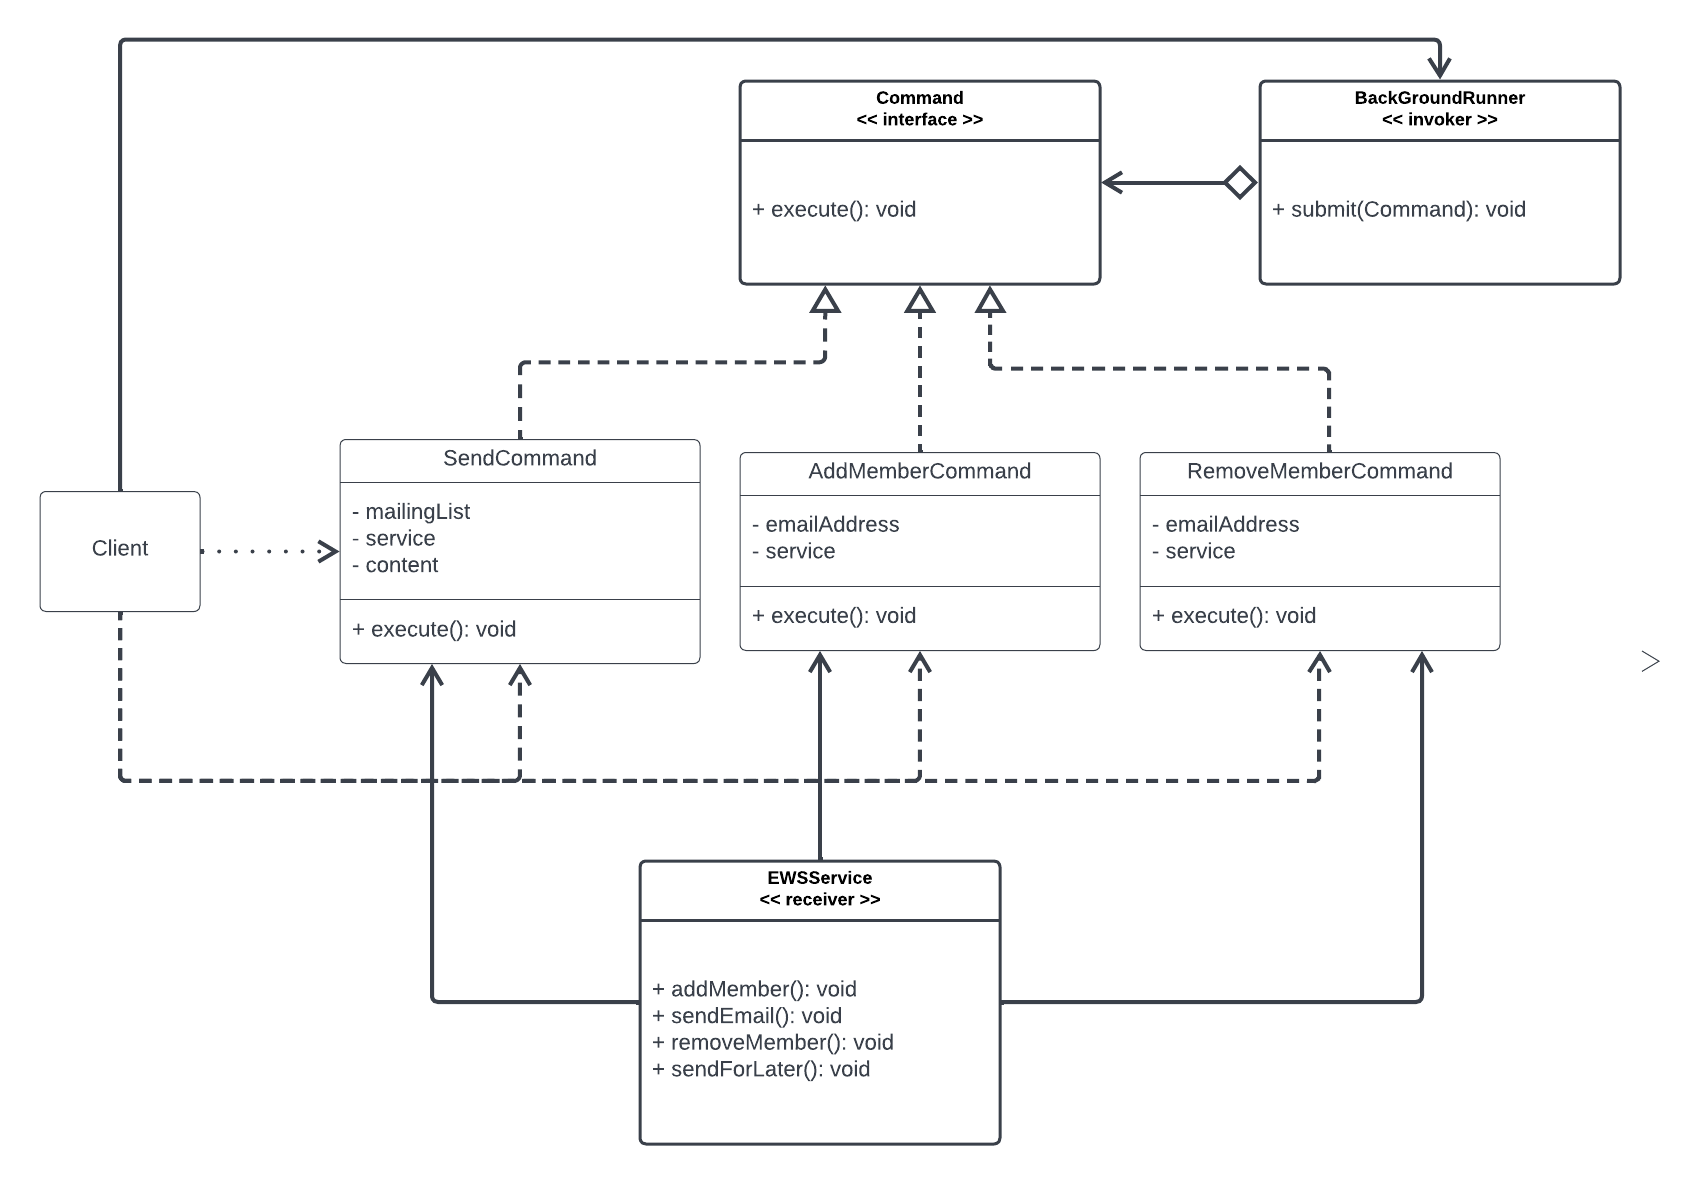 Command
<< interface >>
+ execute(): void
BackGroundRunner
<< invoker >>
+ submit(Command): void
Client
SendCommand
- mailingList
- service
- content
+ execute(): void
AddMemberCommand
- emailAddress
- service
+ execute(): void
RemoveMemberCommand
- emailAddress
- service
+ execute(): void
>
EWSService
<< receiver >>
+ addMember(): void
+ sendEmail(): void
+ removeMember(): void
+ sendForLater(): void